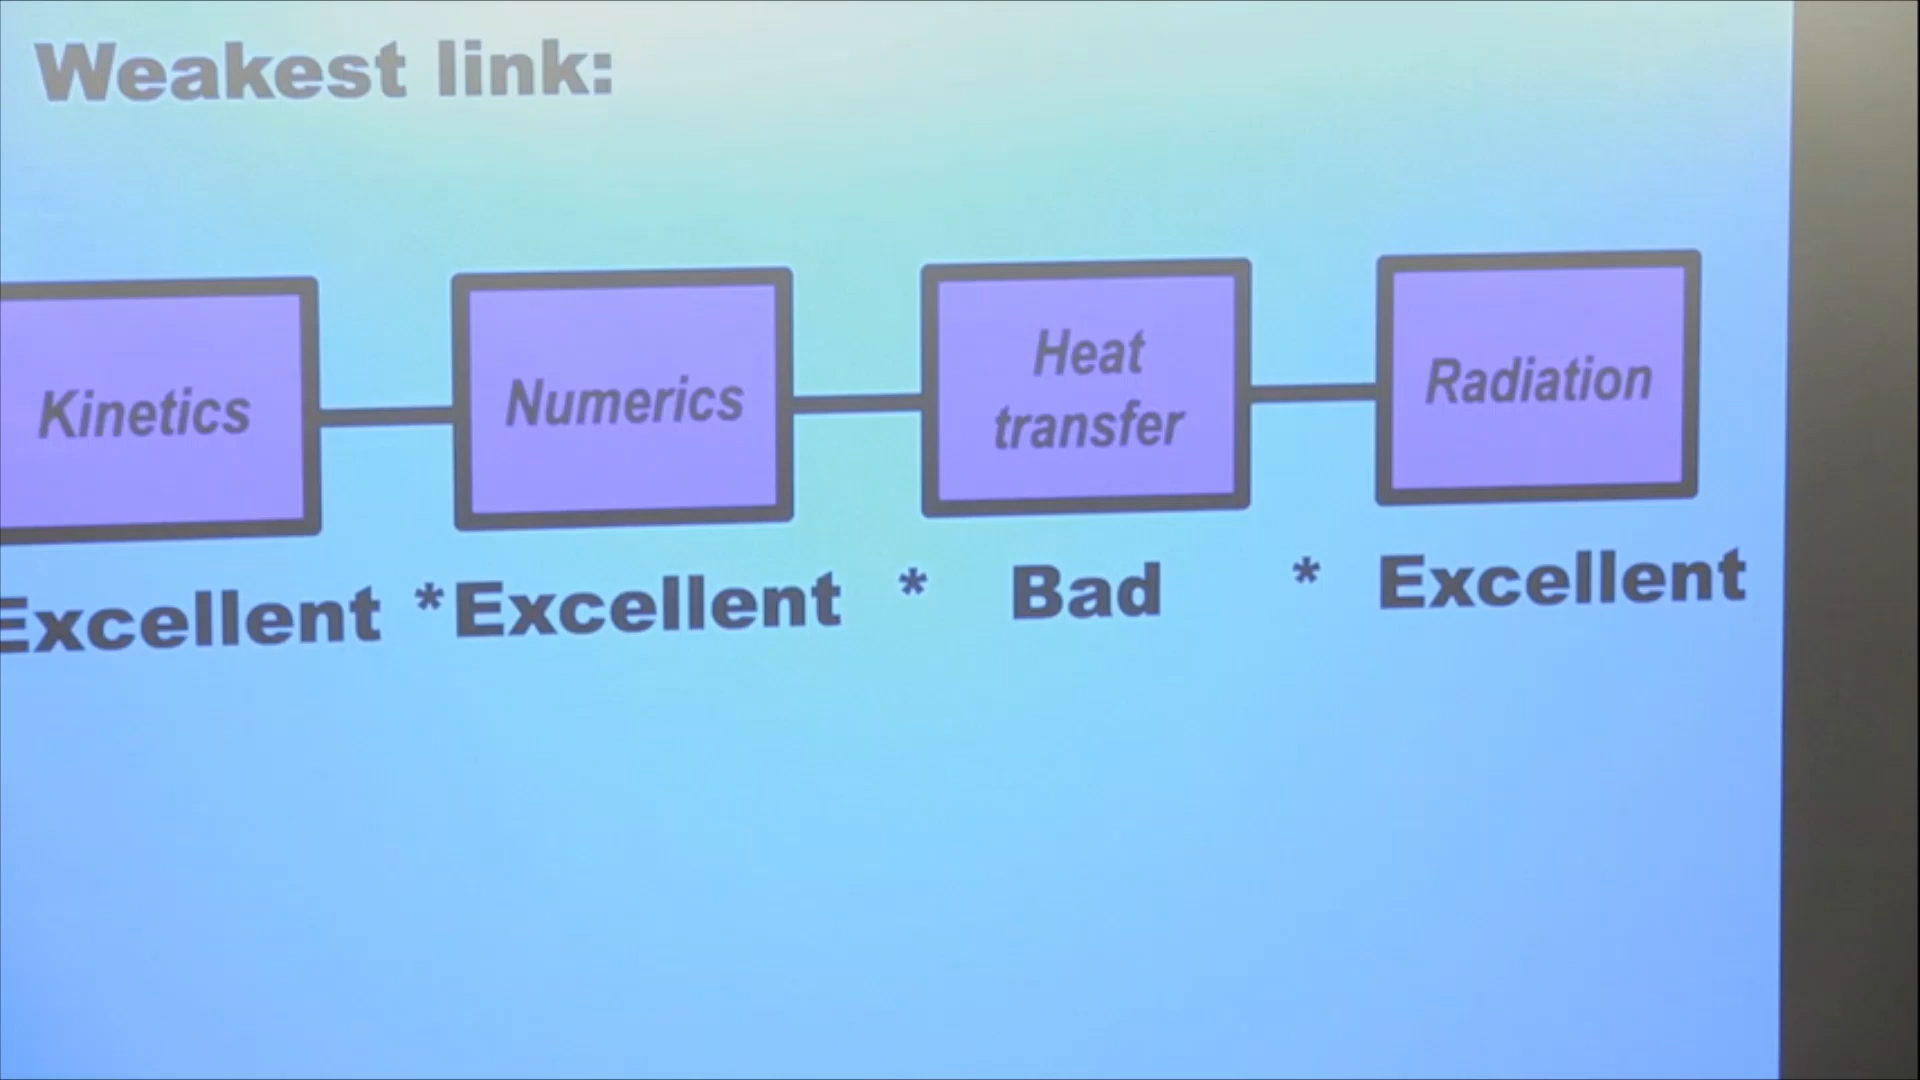 Weakest link:
Kinetics
Numerics
Heat
transfer
Radiation
Excellent * Excellent * Bad * Excellent